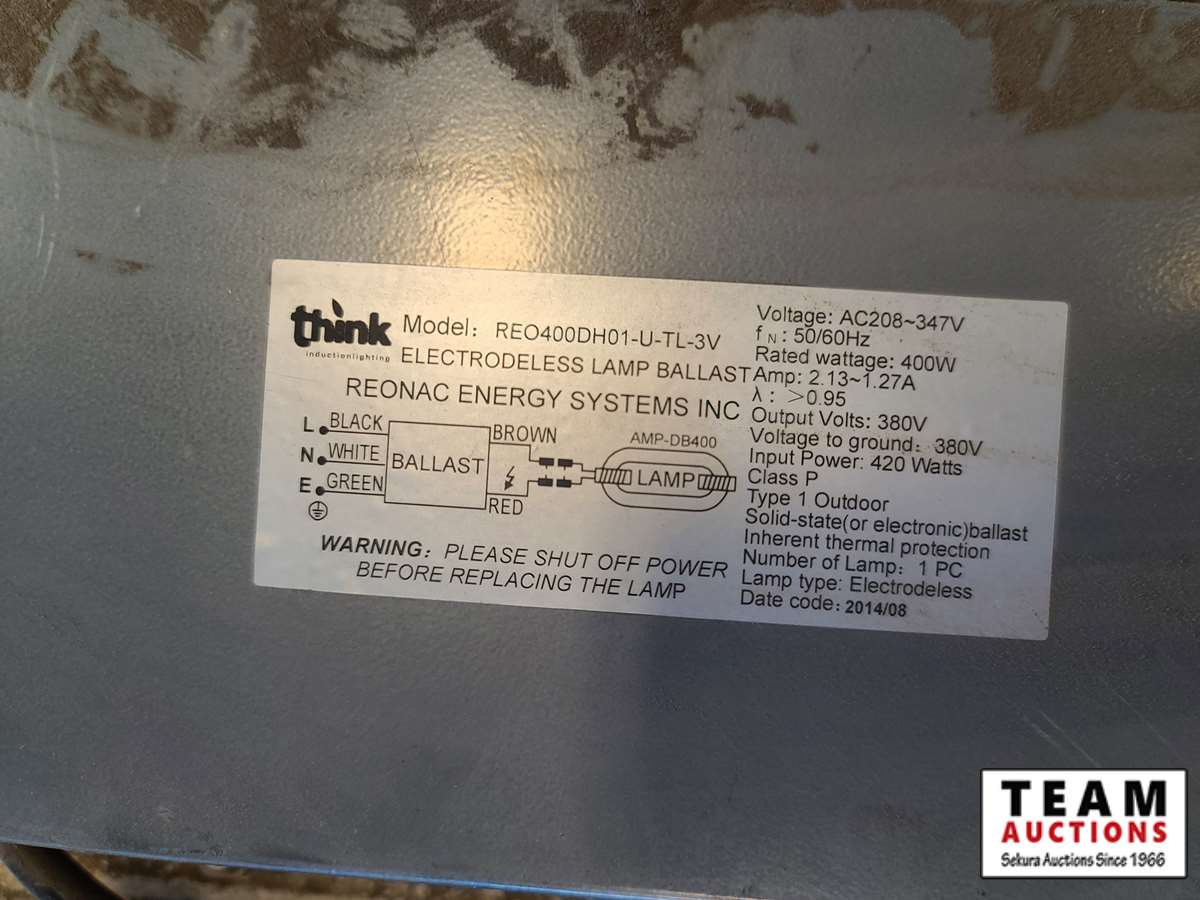 think
inductionlighting
Model: REO400DH01-U-TL-3V
ELECTRODELESS LAMP BALLAST
REONAC ENERGY SYSTEMS INC
L BLACK
N WHITE
E GREEN
BALLAST
BROWN
RED
AMP-DB400
LAMP
WARNING: PLEASE SHUT OFF POWER
BEFORE REPLACING THE LAMP
Voltage: AC208~347V
fN: 50/60Hz
Rated wattage: 400W
Amp: 2.13~1.27A
λ: >0.95
Output Volts: 380V
Voltage to ground: 380V
Input Power: 420 Watts
Class P
Type 1 Outdoor
Solid-state(or electronic)ballast
Inherent thermal protection
Number of Lamp: 1 PC
Lamp type: Electrodeless
Date code: 2014/08
TEAM
AUCTIONS
Sekura Auctions Since 1966